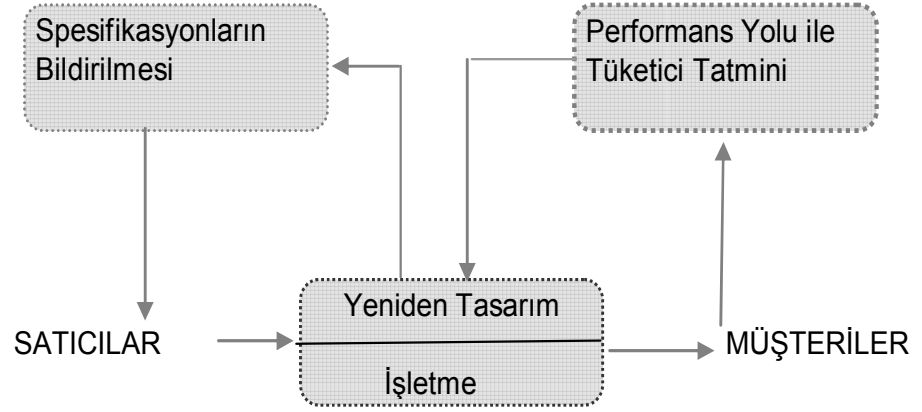 Spesifikasyonların
Bildirilmesi
Performans Yolu ile
Tüketici Tatmini
Yeniden Tasarım
SATICILAR
MÜŞTERİLER
İşletme